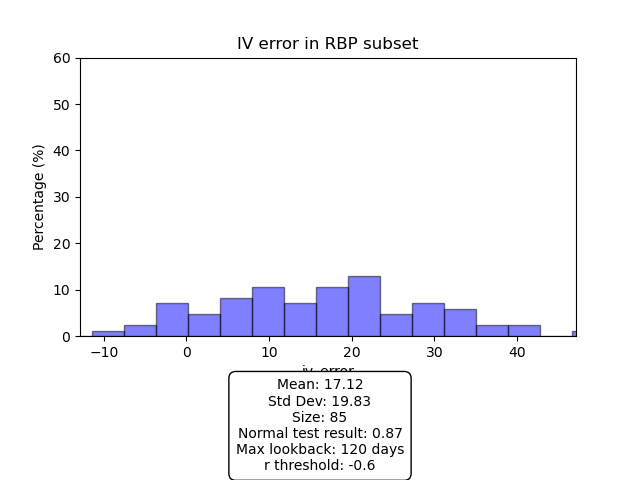 IV error in RBP subset
60
50
40
30
20
10
0
Percentage (%)
−10
0
10
20
30
40
iv_error
Mean: 17.12
Std Dev: 19.83
Size: 85
Normal test result: 0.87
Max lookback: 120 days
r threshold: -0.6